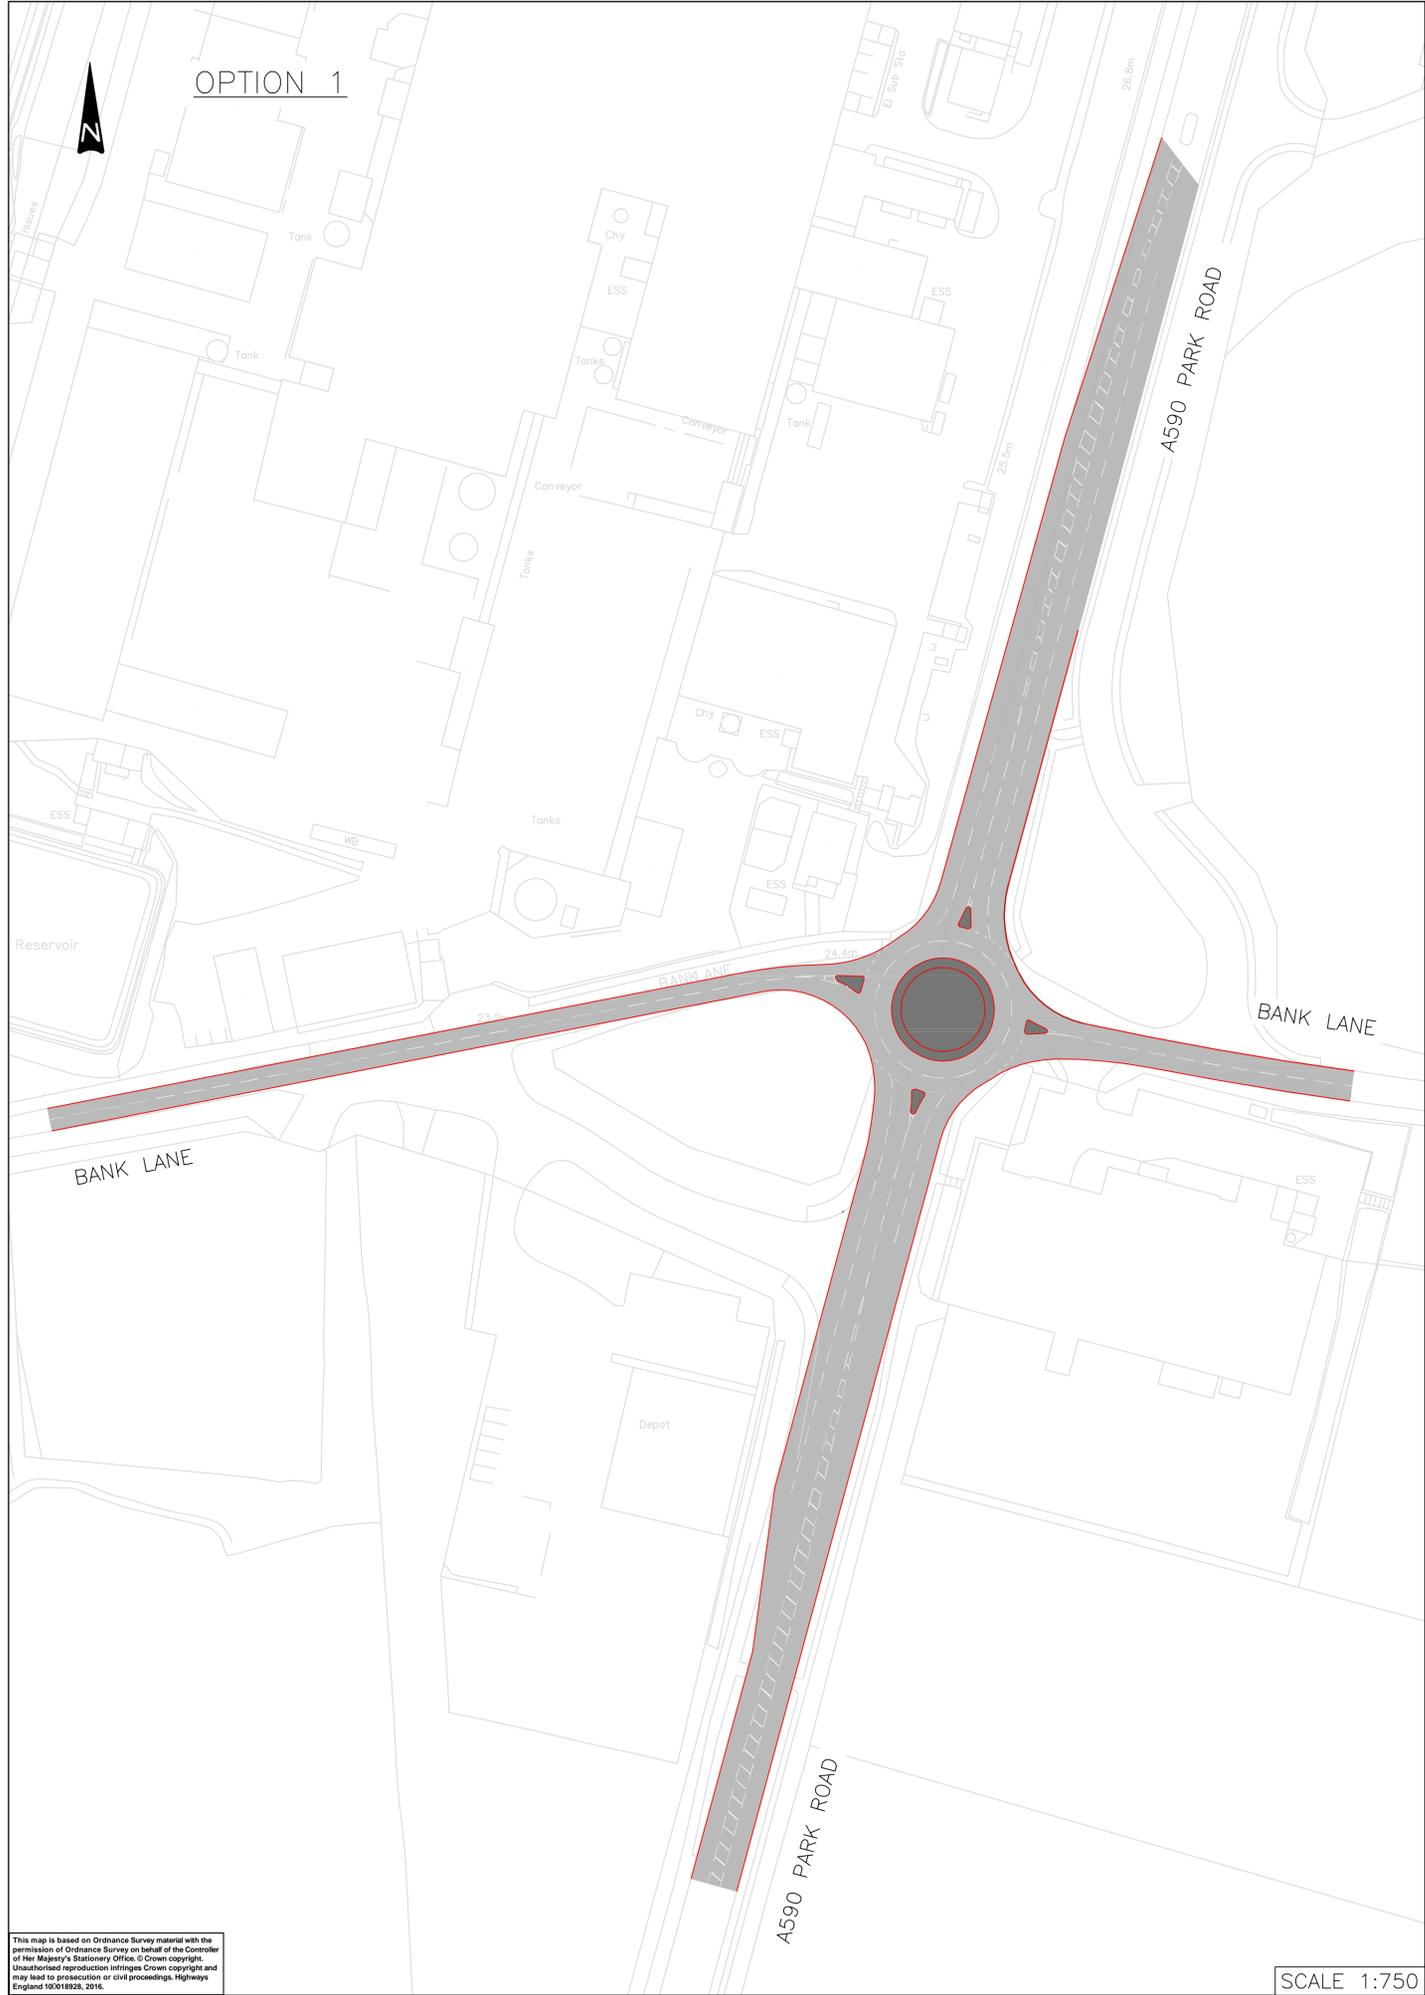 OPTION 1
N
El Sub Sta
26.8m
Issues
Tank
Chy
ESS
ESS
A590 PARK ROAD
Tank
Tanks
Tank
Conveyor
25.5m
Conveyor
Tanks
Chy
ESS
ESS
WB
Tanks
ESS
Reservoir
24.4m
BANK LANE
BANK LANE
BANK LANE
ESS
Depot
A590 PARK ROAD
This map is based on Ordnance Survey material with the
permission of Ordnance Survey on behalf of the Controller
of Her Majesty's Stationery Office. © Crown copyright.
Unauthorised reproduction infringes Crown copyright and
may lead to prosecution or civil proceedings. Highways
England 100018928, 2016.
SCALE 1:750